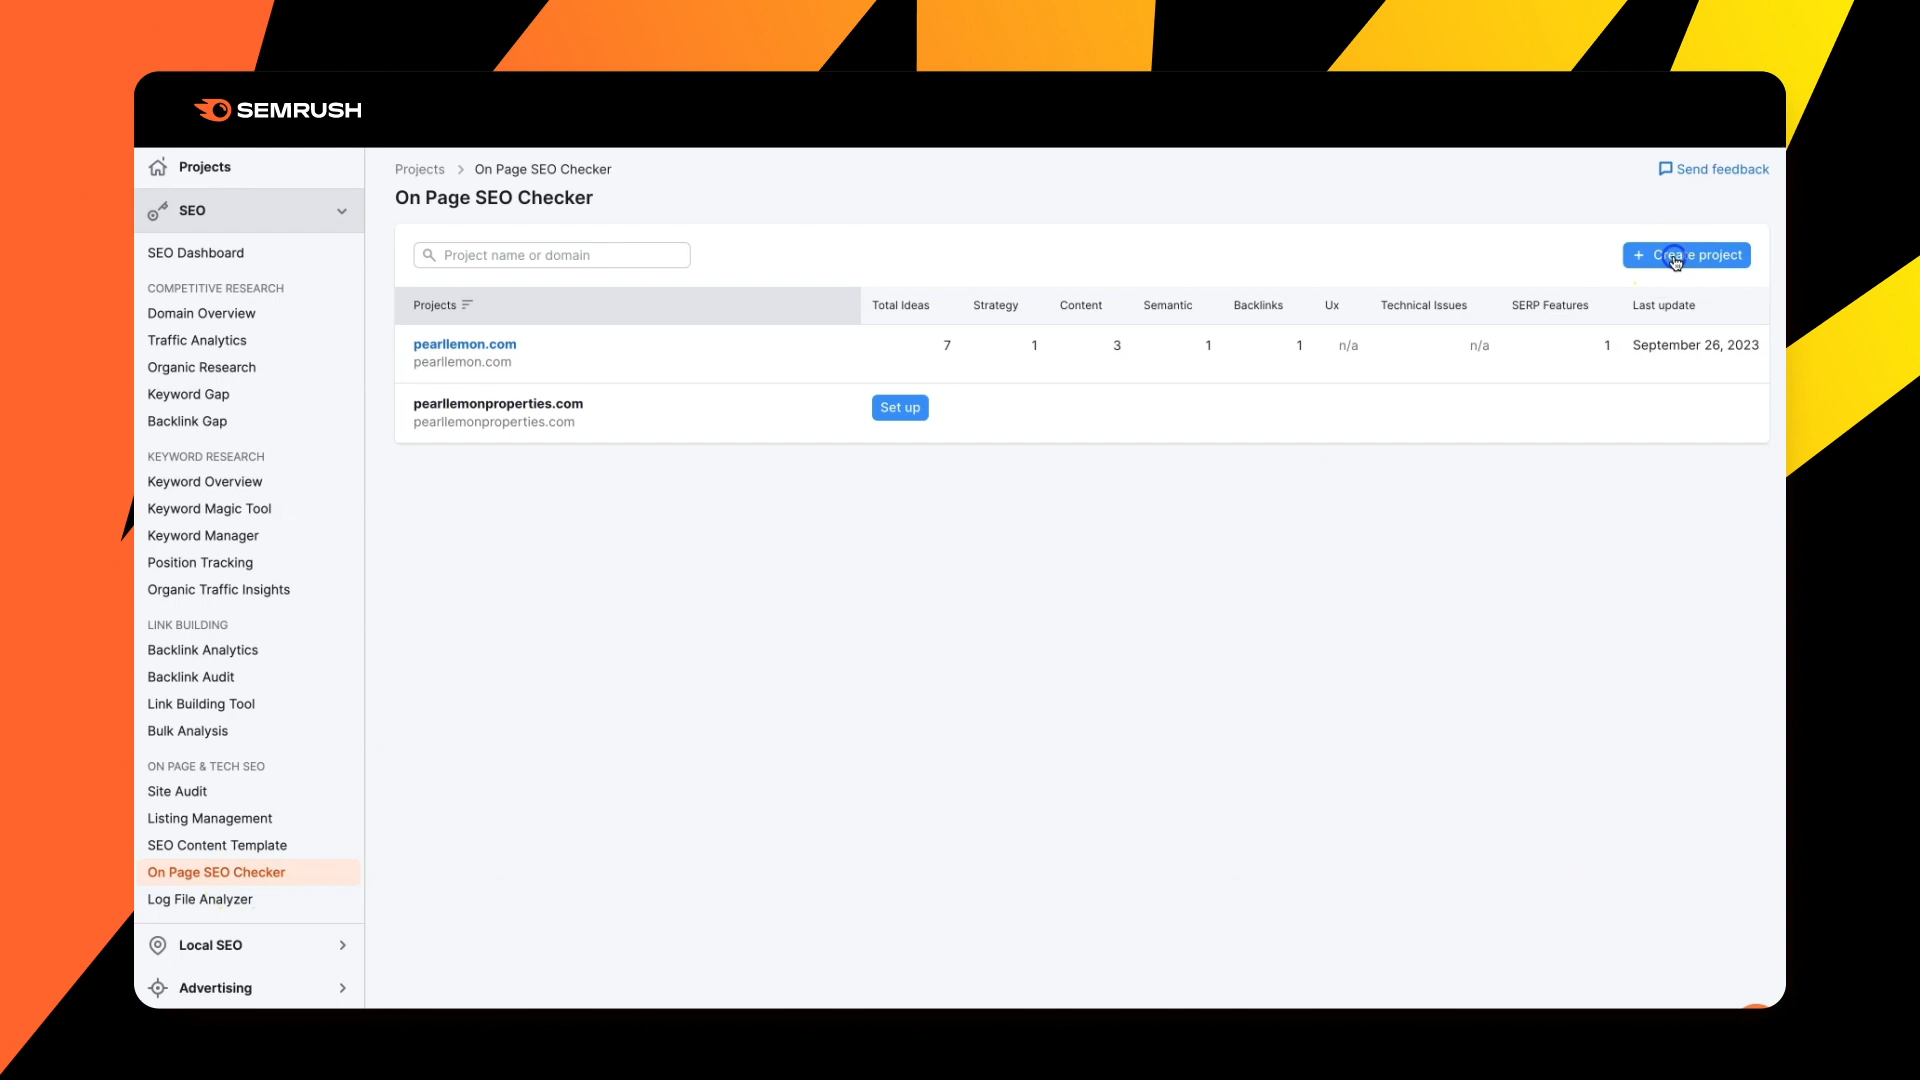 SEMRUSH
Projects
SEO
SEO Dashboard
COMPETITIVE RESEARCH
Domain Overview
Traffic Analytics
Organic Research
Keyword Gap
Backlink Gap
KEYWORD RESEARCH
Keyword Overview
Keyword Magic Tool
Keyword Manager
Position Tracking
Organic Traffic Insights
LINK BUILDING
Backlink Analytics
Backlink Audit
Link Building Tool
Bulk Analysis
ON PAGE & TECH SEO
Site Audit
Listing Management
SEO Content Template
On Page SEO Checker
Log File Analyzer
Local SEO
Advertising
Projects > On Page SEO Checker
Send feedback
On Page SEO Checker
Project name or domain
+ Create project
Projects Total Ideas Strategy Content Semantic Backlinks Ux Technical Issues SERP Features Last update
pearllemon.com 7 1 3 1 1 n/a n/a 1 September 26, 2023
pearllemon.com
pearllemonproperties.com Set up
pearllemonproperties.com